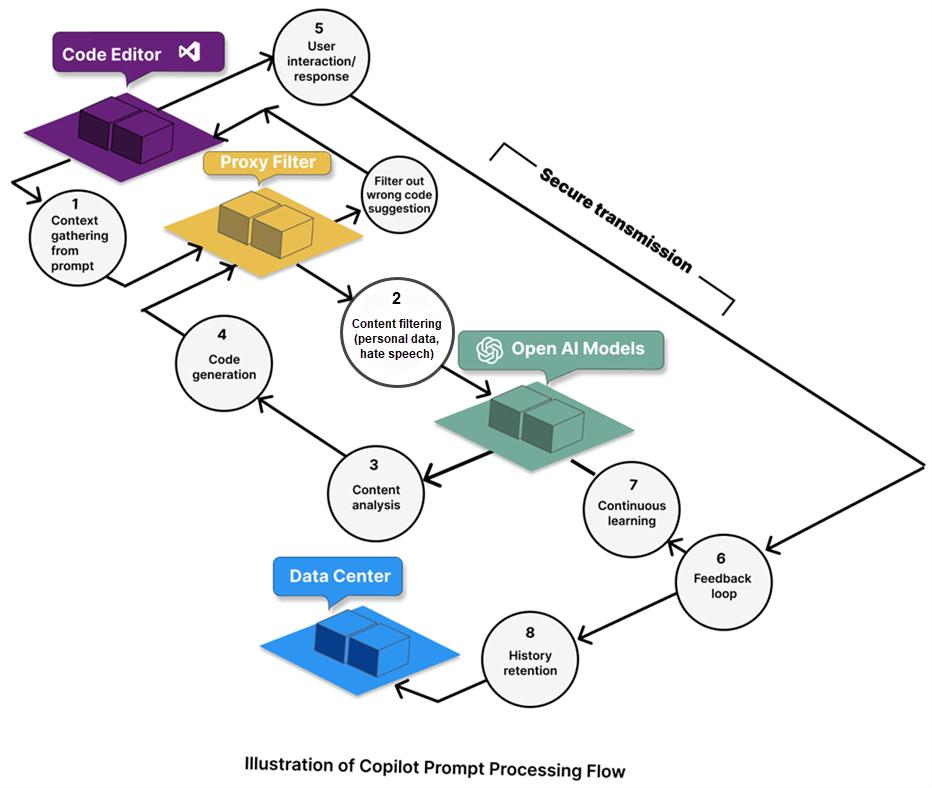 5
User
interaction/
response
Code Editor
Proxy Filter
Filter out
wrong code
suggestion
1
Context
gathering
from
prompt
Secure transmission
2
Content filtering
(personal data,
hate speech)
4
Code
generation
Open AI Models
3
Content
analysis
7
Continuous
learning
6
Feedback
loop
Data Center
8
History
retention
Illustration of Copilot Prompt Processing Flow